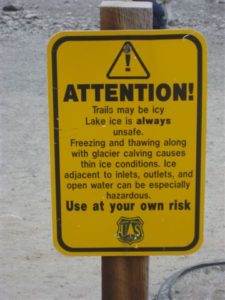 ATTENTION!
Trails may be icy
Lake ice is always
unsafe.
Freezing and thawing along
with glacier calving causes
thin ice conditions. Ice
adjacent to inlets, outlets, and
open water can be especially
hazardous.
Use at your own risk